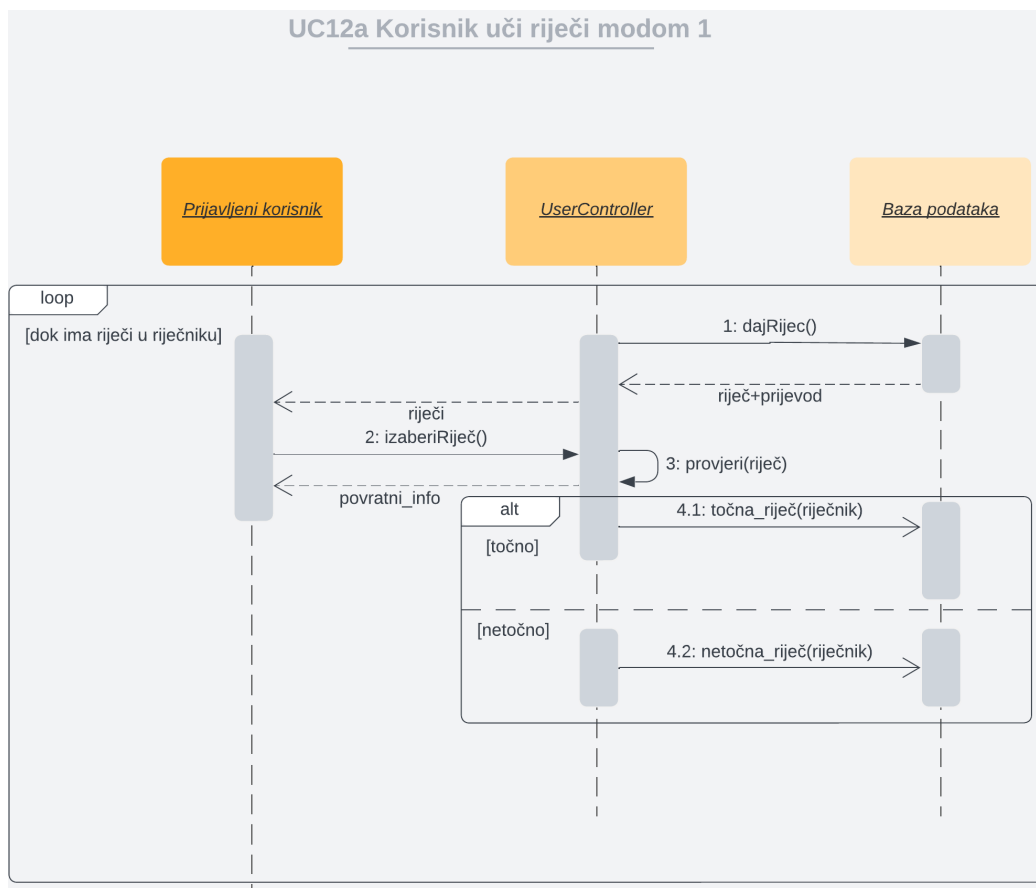 UC12a Korisnik uči riječi modom 1
Prijavljeni korisnik
UserController
Baza podataka
loop
[dok ima riječi u riječniku]
1: dajRijec()
riječ+prijevod
riječi
2: izaberiRiječ()
3: provjeri(riječ)
povratni_info
alt
4.1: točna_riječ(riječnik)
[točno]
[netočno]
4.2: netočna_riječ(riječnik)